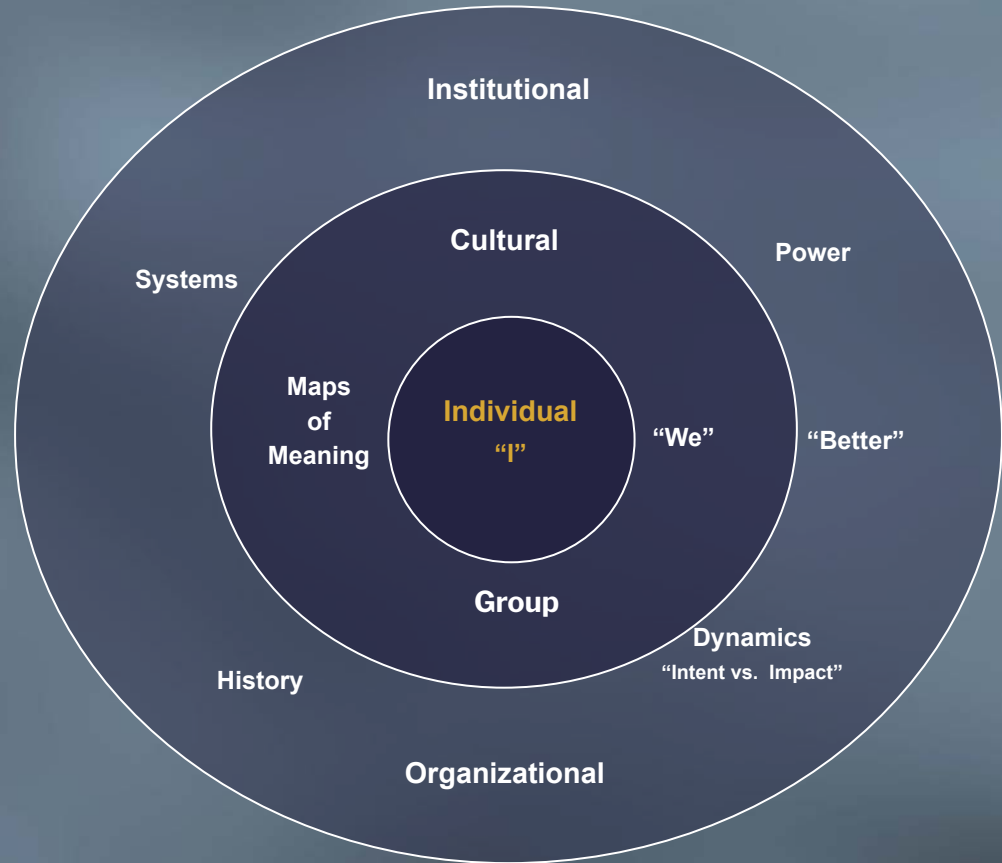 Institutional
Cultural
Power
Systems
Maps
of
Meaning
Individual
“I”
“We”
“Better”
Group
Dynamics
“Intent vs. Impact”
History
Organizational